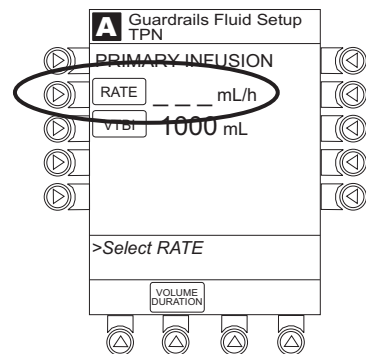 A Guardrails Fluid Setup
TPN
PRIMARY INFUSION
RATE _ _ _ mL/h
VTBI 1000 mL
>Select RATE
VOLUME
DURATION